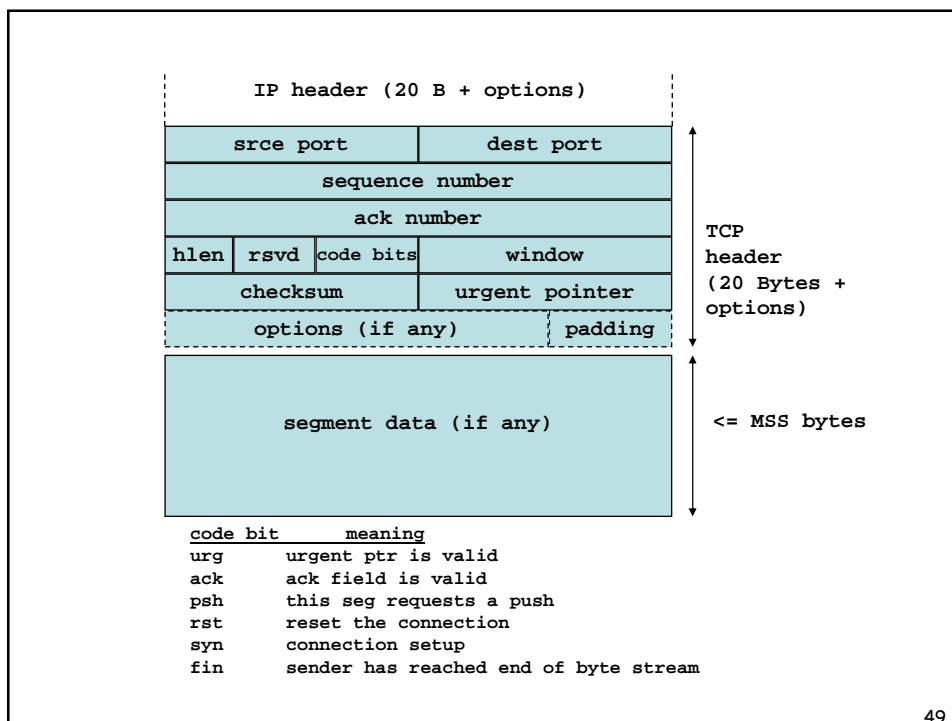 IP header (20 B + options)
srce port dest port
sequence number
ack number
hlen rsvd code bits window
checksum urgent pointer
options (if any) padding
TCP
header
(20 Bytes +
options)
segment data (if any)
<= MSS bytes
code bit meaning
urg urgent ptr is valid
ack ack field is valid
psh this seg requests a push
rst reset the connection
syn connection setup
fin sender has reached end of byte stream
49